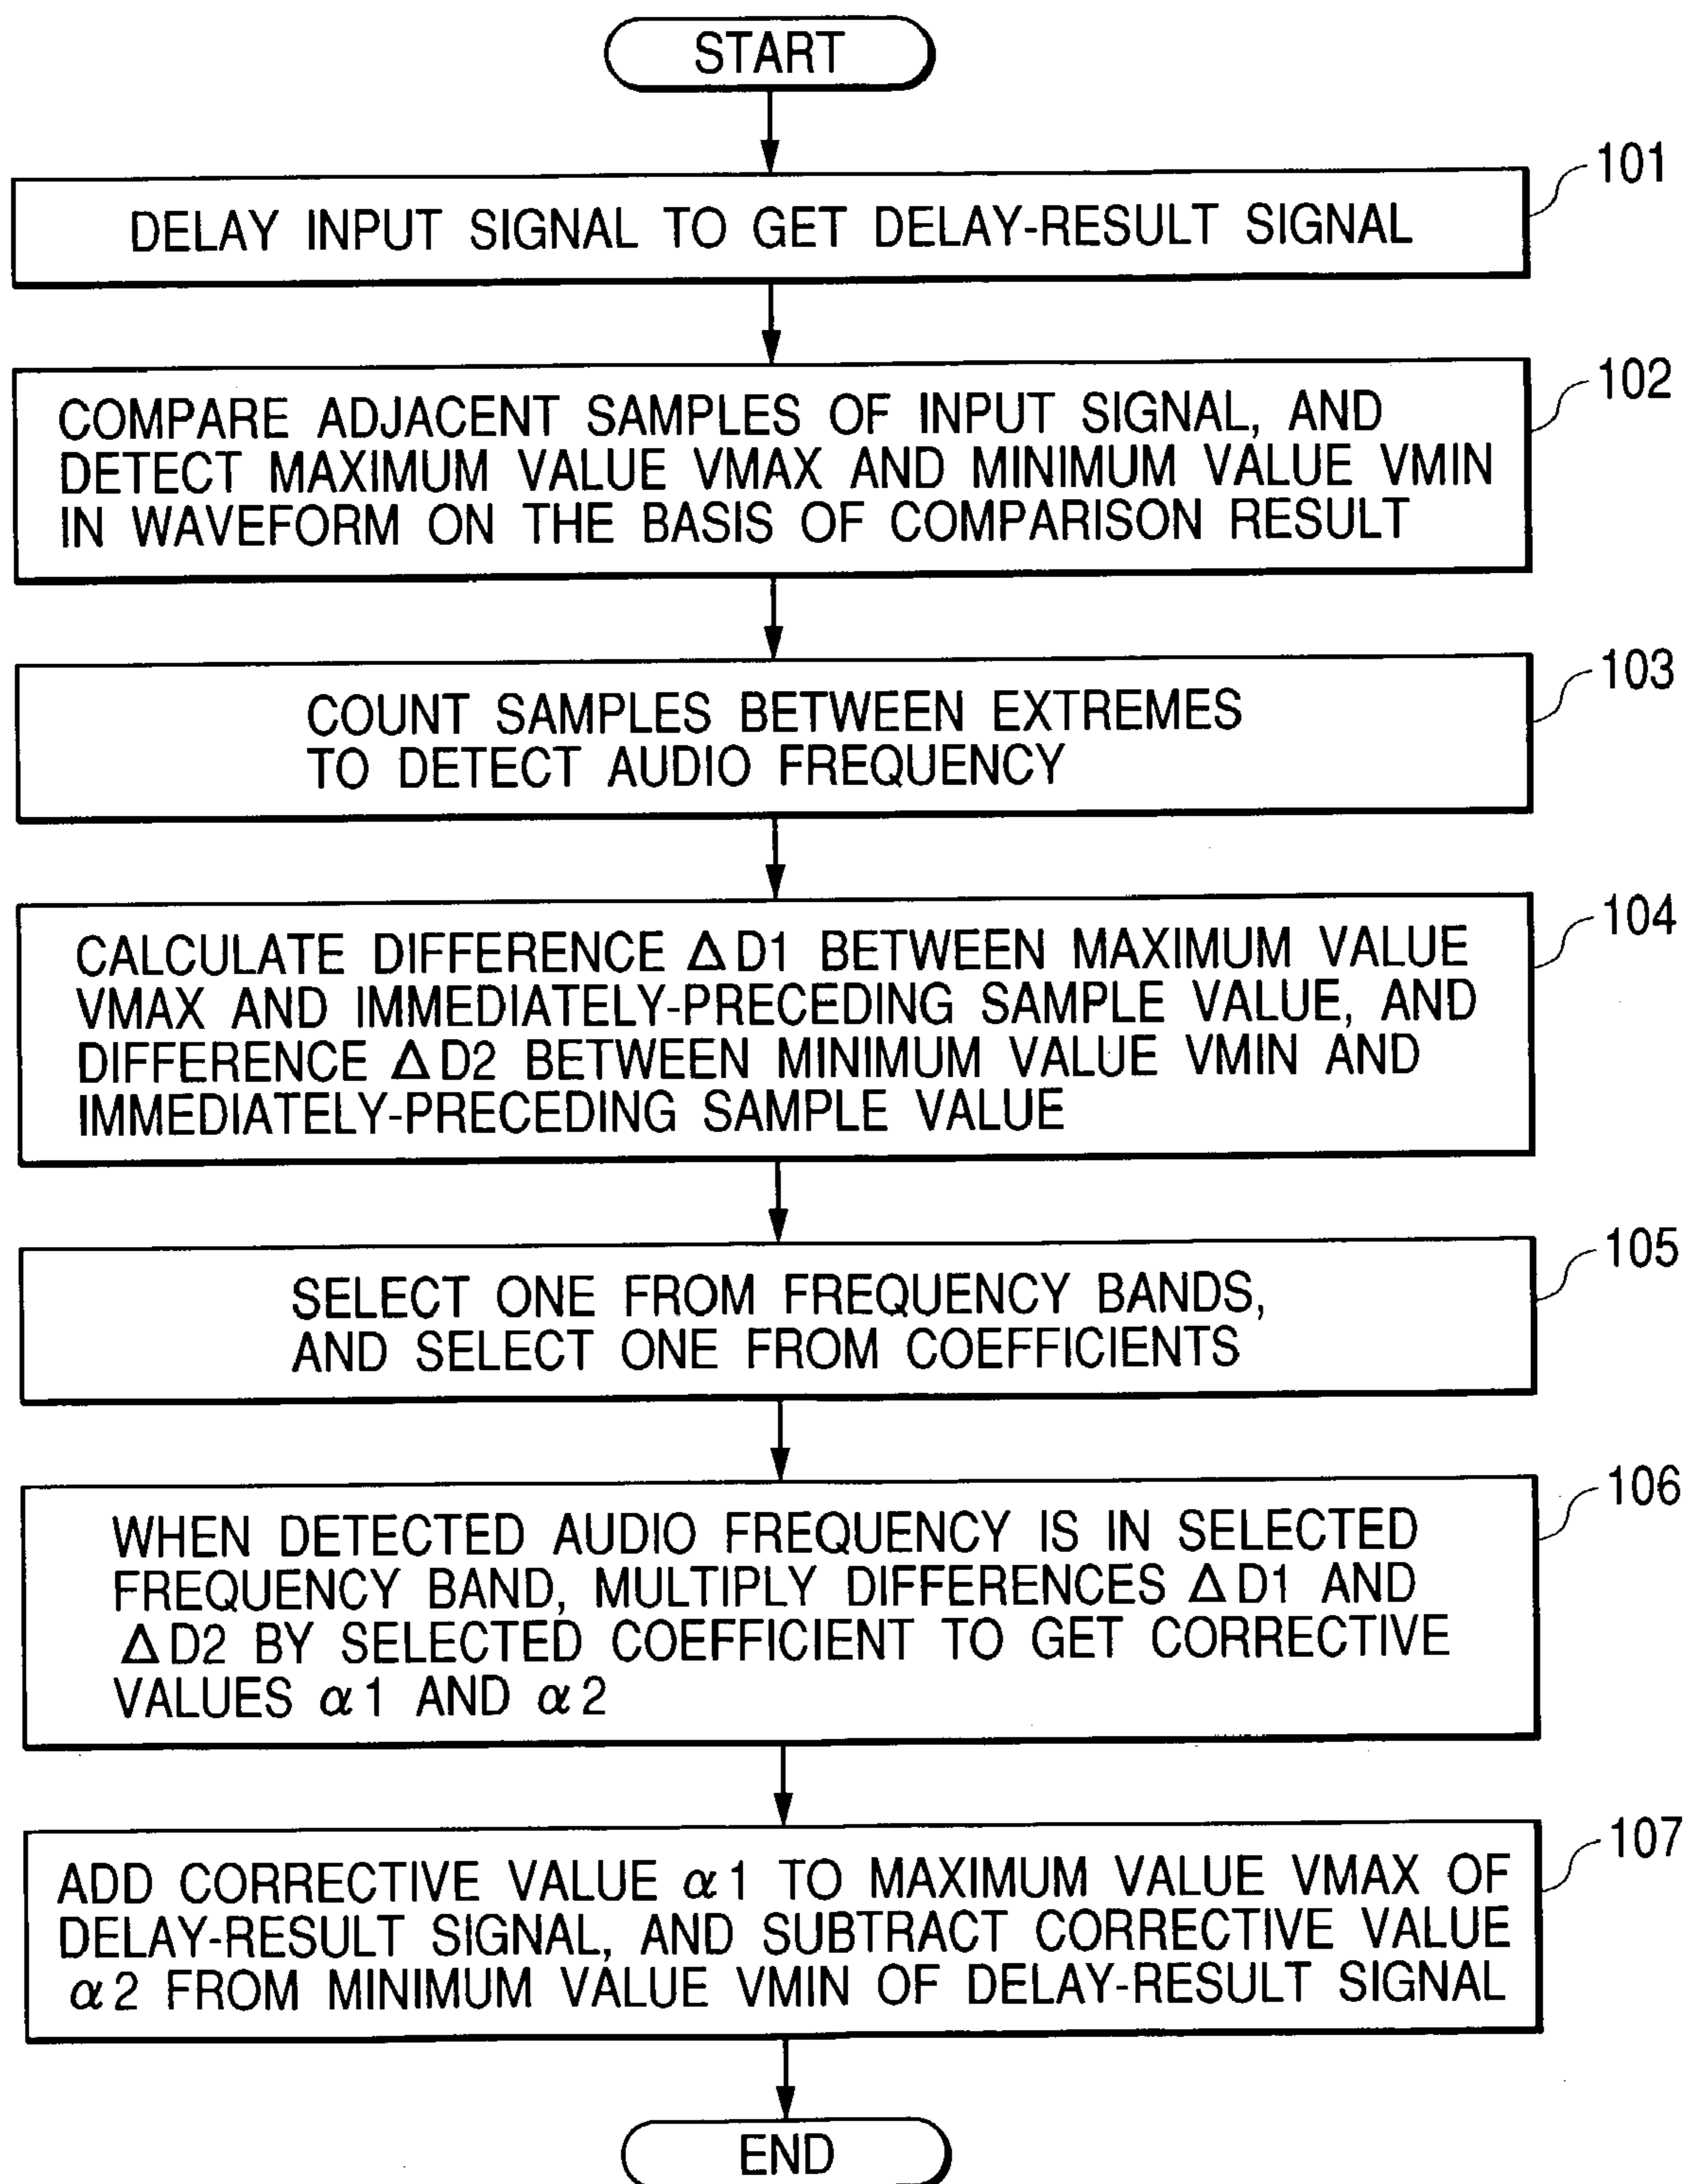 START
101
DELAY INPUT SIGNAL TO GET DELAY-RESULT SIGNAL
102
COMPARE ADJACENT SAMPLES OF INPUT SIGNAL, AND
DETECT MAXIMUM VALUE VMAX AND MINIMUM VALUE VMIN
IN WAVEFORM ON THE BASIS OF COMPARISON RESULT
103
COUNT SAMPLES BETWEEN EXTREMES
TO DETECT AUDIO FREQUENCY
104
CALCULATE DIFFERENCE ΔD1 BETWEEN MAXIMUM VALUE
VMAX AND IMMEDIATELY-PRECEDING SAMPLE VALUE, AND
DIFFERENCE ΔD2 BETWEEN MINIMUM VALUE VMIN AND
IMMEDIATELY-PRECEDING SAMPLE VALUE
105
SELECT ONE FROM FREQUENCY BANDS,
AND SELECT ONE FROM COEFFICIENTS
106
WHEN DETECTED AUDIO FREQUENCY IS IN SELECTED
FREQUENCY BAND, MULTIPLY DIFFERENCES ΔD1 AND
ΔD2 BY SELECTED COEFFICIENT TO GET CORRECTIVE
VALUES α1 AND α2
107
ADD CORRECTIVE VALUE α1 TO MAXIMUM VALUE VMAX OF
DELAY-RESULT SIGNAL, AND SUBTRACT CORRECTIVE VALUE
α2 FROM MINIMUM VALUE VMIN OF DELAY-RESULT SIGNAL
END